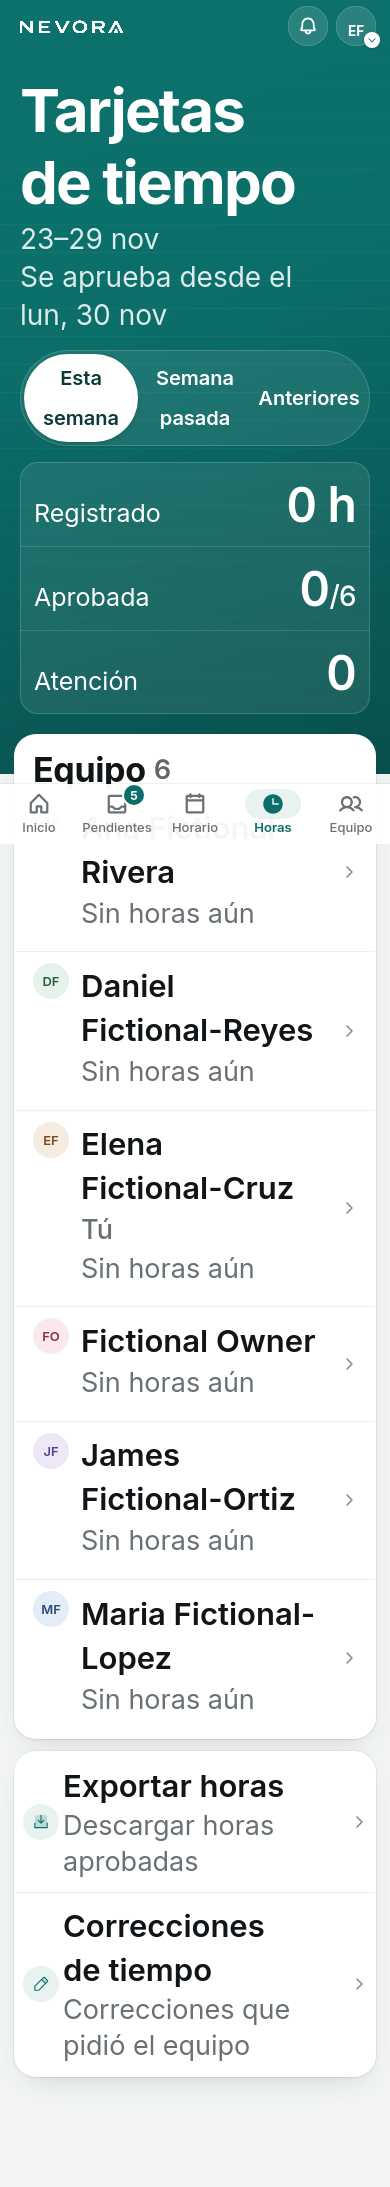 NEVORA
EF
Tarjetas
de tiempo
23–29 nov
Se aprueba desde el
lun, 30 nov
Esta
semana
Semana
pasada
Anteriores
Registrado 0 h
Aprobada 0/6
Atención 0
Equipo 6
5
Inicio Pendientes Horario Horas Equipo
Fictional
Rivera
Sin horas aún
DF
Daniel
Fictional-Reyes
Sin horas aún
EF
Elena
Fictional-Cruz
Tú
Sin horas aún
FO
Fictional Owner
Sin horas aún
JF
James
Fictional-Ortiz
Sin horas aún
MF
Maria Fictional-
Lopez
Sin horas aún
Exportar horas
Descargar horas
aprobadas
Correcciones
de tiempo
Correcciones que
pidió el equipo